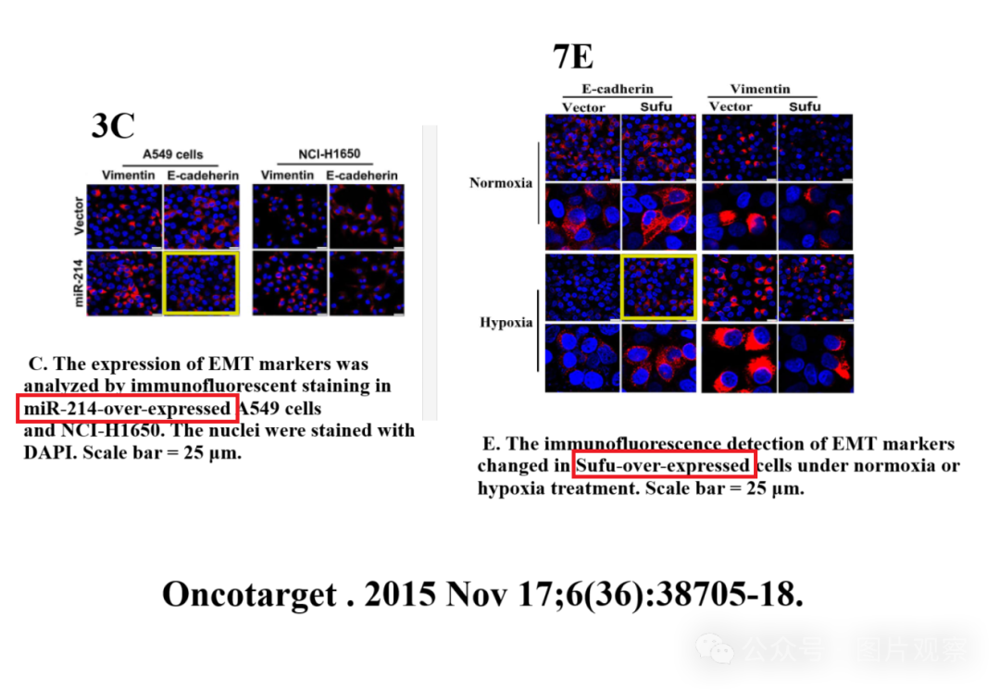 3C
A549 cells
NCI-H1650
Vimentin E-cadeherin Vimentin E-cadeherin
Vector
miR-214
C. The expression of EMT markers was
analyzed by immunofluorescent staining in
miR-214-over-expressed A549 cells
and NCI-H1650. The nuclei were stained with
DAPI. Scale bar = 25 μm.
7E
E-cadherin Vimentin
Vector Sufu Vector Sufu
Normoxia
Hypoxia
E. The immunofluorescence detection of EMT markers
changed in Sufu-over-expressed cells under normoxia or
hypoxia treatment. Scale bar = 25 μm.
Oncotarget . 2015 Nov 17;6(36):38705-18.
公众号 图片观察